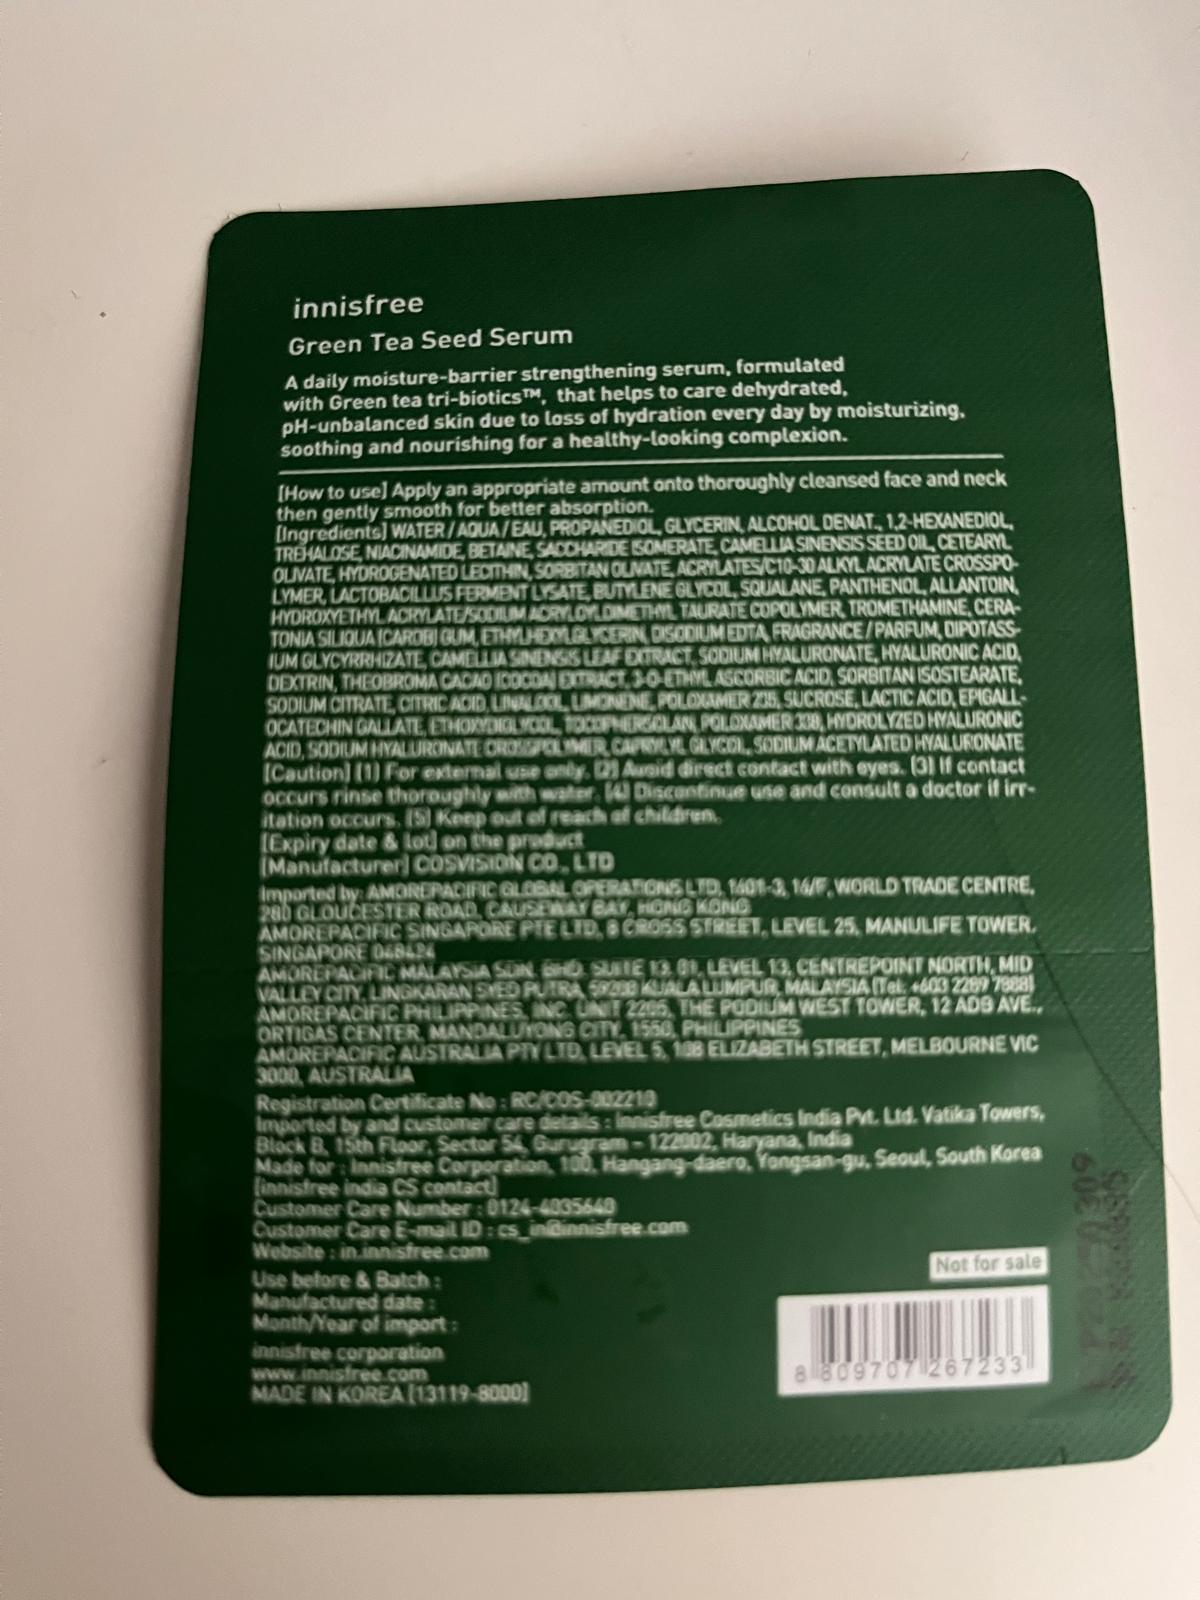 innisfree
Green Tea Seed Serum
A daily moisture-barrier strengthening serum, formulated
with Green tea tri-biotics™, that helps to care dehydrated,
pH-unbalanced skin due to loss of hydration every day by moisturizing,
soothing and nourishing for a healthy-looking complexion.
[How to use] Apply an appropriate amount onto thoroughly cleansed face and neck
then gently smooth for better absorption.
[Ingredients] WATER / AQUA / EAU, PROPANEDIOL, GLYCERIN, ALCOHOL DENAT., 1,2-HEXANEDIOL,
TREHALOSE, NIACINAMIDE, BETAINE, SACCHARIDE ISOMERATE, CAMELLIA SINENSIS SEED OIL, CETEARYL
OLIVATE, HYDROGENATED LECITHIN, SORBITAN OLIVATE, ACRYLATES/C10-30 ALKYL ACRYLATE CROSSPO-
LYMER, LACTOBACILLUS FERMENT LYSATE, BUTYLENE GLYCOL, SQUALANE, PANTHENOL, ALLANTOIN,
HYDROXYETHYL ACRYLATE/SODIUM ACRYLOYLDIMETHYL TAURATE COPOLYMER, TROMETHAMINE, CERA-
TONIA SILIQUA (CAROB) GUM, ETHYLHEXYLGLYCERIN, DISODIUM EDTA, FRAGRANCE / PARFUM, DIPOTASS-
IUM GLYCYRRHIZATE, CAMELLIA SINENSIS LEAF EXTRACT, SODIUM HYALURONATE, HYALURONIC ACID,
DEXTRIN, THEOBROMA CACAO (COCOA) EXTRACT, 3-O-ETHYL ASCORBIC ACID, SORBITAN ISOSTEARATE,
SODIUM CITRATE, CITRIC ACID, LINALOOL, LIMONENE, POLOXAMER 235, SUCROSE, LACTIC ACID, EPIGALL-
OCATECHIN GALLATE, ETHOXYDIGLYCOL, TOCOPHERSOLAN, POLOXAMER 338, HYDROLYZED HYALURONIC
ACID, SODIUM HYALURONATE CROSSPOLYMER, CAPRYLYL GLYCOL, SODIUM ACETYLATED HYALURONATE
[Caution] (1) For external use only. (2) Avoid direct contact with eyes. (3) If contact
occurs rinse thoroughly with water. (4) Discontinue use and consult a doctor if irr-
itation occurs. (5) Keep out of reach of children.
[Expiry date & lot] on the product
[Manufacturer] COSVISION CO., LTD
Imported by: AMOREPACIFIC GLOBAL OPERATIONS LTD, 1601-3, 16/F, WORLD TRADE CENTRE,
280 GLOUCESTER ROAD, CAUSEWAY BAY, HONG KONG
AMOREPACIFIC SINGAPORE PTE LTD, 8 CROSS STREET, LEVEL 25, MANULIFE TOWER,
SINGAPORE 048424
AMOREPACIFIC MALAYSIA SDN. BHD. SUITE 13. 01, LEVEL 13, CENTREPOINT NORTH, MID
VALLEY CITY, LINGKARAN SYED PUTRA, 59200 KUALA LUMPUR, MALAYSIA (Tel: +603 2289 7888)
AMOREPACIFIC PHILIPPINES, INC. UNIT 2205, THE PODIUM WEST TOWER, 12 ADB AVE.,
ORTIGAS CENTER, MANDALUYONG CITY, 1550, PHILIPPINES
AMOREPACIFIC AUSTRALIA PTY LTD, LEVEL 5, 108 ELIZABETH STREET, MELBOURNE VIC
3000, AUSTRALIA
Registration Certificate No : RC/COS-002210
Imported by and customer care details : Innisfree Cosmetics India Pvt. Ltd. Vatika Towers,
Block B, 15th Floor, Sector 54, Gurugram - 122002, Haryana, India
Made for : Innisfree Corporation, 100, Hangang-daero, Yongsan-gu, Seoul, South Korea
[innisfree india CS contact]
Customer Care Number : 0124-4035640
Customer Care E-mail ID : cs_in@innisfree.com
Website : in.innisfree.com
Use before & Batch :
Manufactured date :
Month/Year of import :
innisfree corporation
www.innisfree.com
MADE IN KOREA [13119-8000]
Not for sale
8 809707 267233